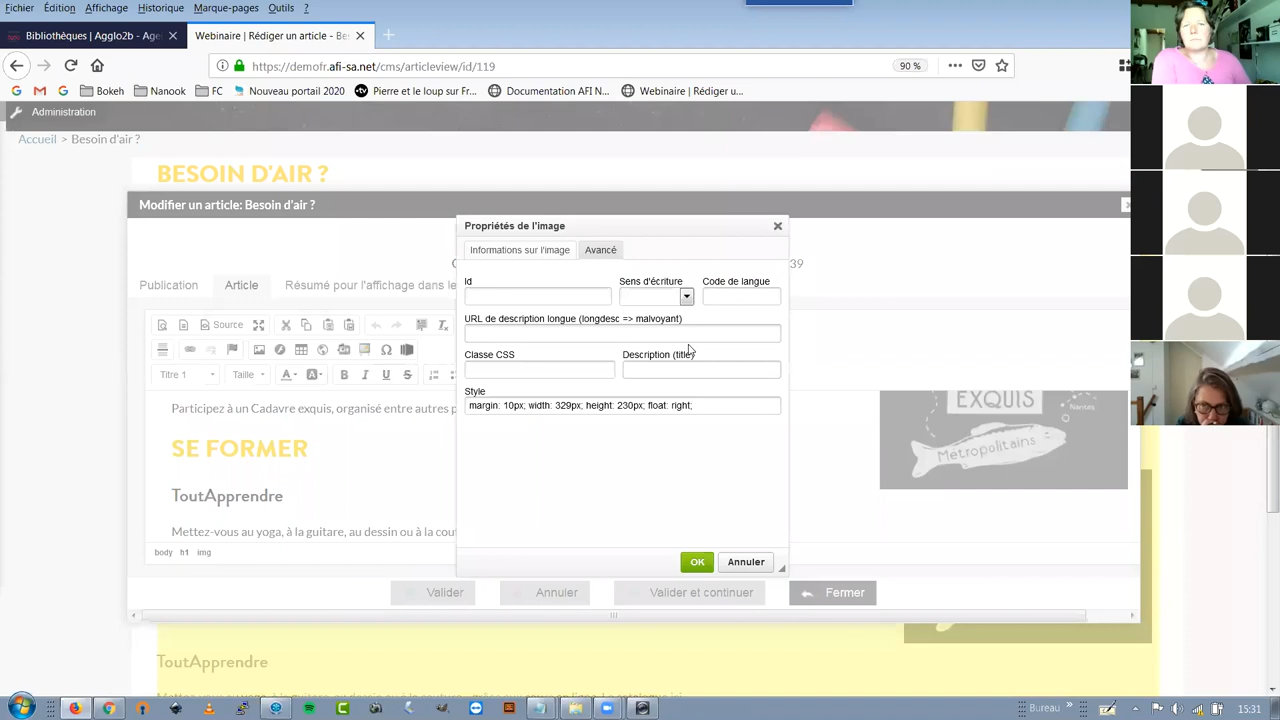 Fichier Édition Affichage Historique Marque-pages Outils ?
Bibliothèques | Agglo2b - Age
Webinaire | Rédiger un article - Bes
https://demofr.afi-sa.net/cms/articleview/id/119
90 %
Bokeh
Nanook
FC
Nouveau portail 2020
Pierre et le loup sur Fr...
Documentation AFI N...
Webinaire | Rédiger u...
Administration
Accueil > Besoin d'air ?
BESOIN D'AIR ?
Modifier un article: Besoin d'air ?
39
Publication
Article
Résumé pour l'affichage dans le
Source
Titre 1
Taille
Participez à un Cadavre exquis, organisé entre autres p
SE FORMER
ToutApprendre
Mettez-vous au yoga, à la guitare, au dessin ou à la cout
body h1 img
EXQUIS
Nantes
Métropolitains
Propriétés de l'image
Informations sur l'image
Avancé
Id
Sens d'écriture
Code de langue
URL de description longue (longdesc => malvoyant)
Classe CSS
Description (title)
Style
margin: 10px; width: 329px; height: 230px; float: right;
OK
Annuler
Valider
Annuler
Valider et continuer
Fermer
ToutApprendre
Bureau
15:31